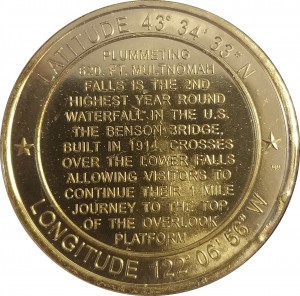 LATITUDE 43° 34' 33" N
PLUMMETING
620. FT. MULTNOMAH
FALLS IS THE 2ND
HIGHEST YEAR ROUND
WATERFALL IN THE U.S.
THE BENSON BRIDGE,
BUILT IN 1914, CROSSES
OVER THE LOWER FALLS
ALLOWING VISITORS TO
CONTINUE THEIR 1 MILE
JOURNEY TO THE TOP
OF THE OVERLOOK
PLATFORM
LONGITUDE 122° 06' 56" W